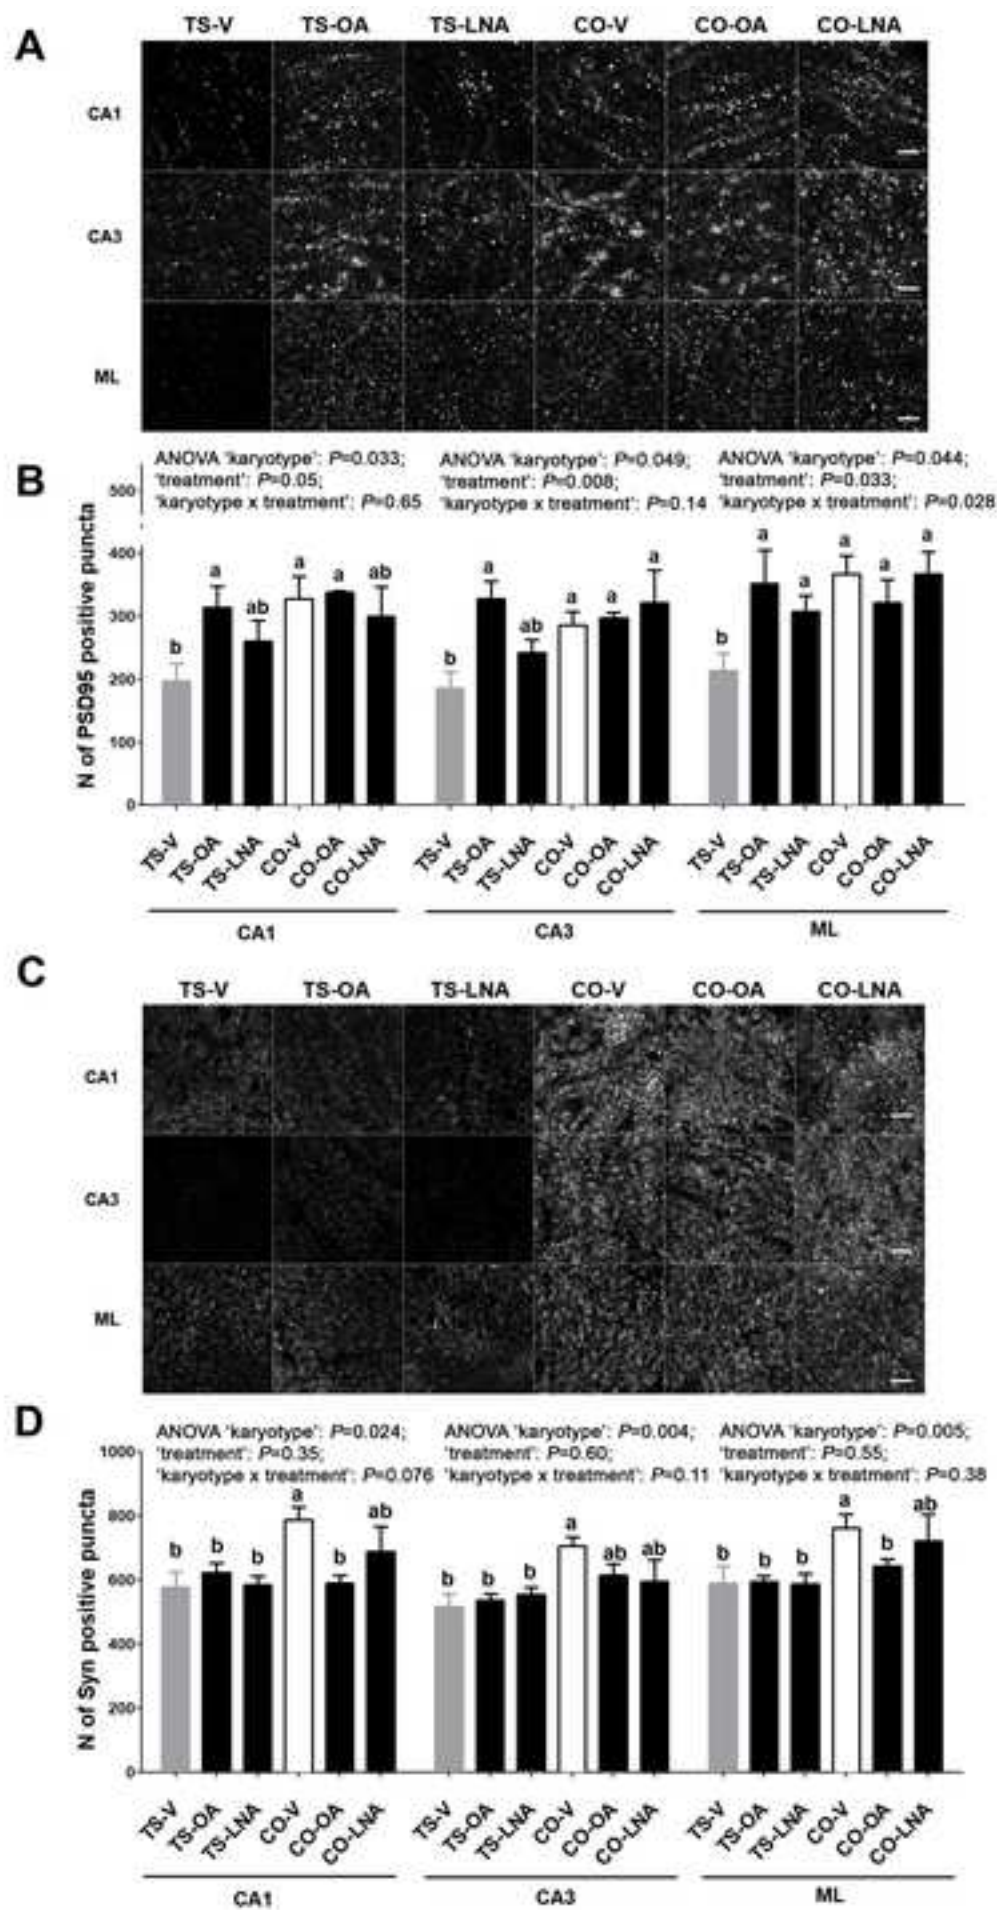 A
TS-V TS-OA TS-LNA CO-V CO-OA CO-LNA
CA1
CA3
ML
B
ANOVA 'karyotype': P=0.033;
'treatment': P=0.05;
'karyotype x treatment': P=0.65
ANOVA 'karyotype': P=0.049;
'treatment': P=0.008;
'karyotype x treatment': P=0.14
ANOVA 'karyotype': P=0.044;
'treatment': P=0.033;
'karyotype x treatment': P=0.028
N of PSD95 positive puncta
500
400
300
200
100
0
b a ab a a ab
b a ab a a a
b a a a a a
TS-V TS-OA TS-LNA CO-V CO-OA CO-LNA
TS-V TS-OA TS-LNA CO-V CO-OA CO-LNA
TS-V TS-OA TS-LNA CO-V CO-OA CO-LNA
CA1 CA3 ML
C
TS-V TS-OA TS-LNA CO-V CO-OA CO-LNA
CA1
CA3
ML
D
ANOVA 'karyotype': P=0.024;
'treatment': P=0.35;
'karyotype x treatment': P=0.076
ANOVA 'karyotype': P=0.004;
'treatment': P=0.60;
'karyotype x treatment': P=0.11
ANOVA 'karyotype': P=0.005;
'treatment': P=0.55;
'karyotype x treatment': P=0.38
N of Syn positive puncta
1000
800
600
400
200
0
b b b a b ab
b b b a ab ab
b b b a b ab
TS-V TS-OA TS-LNA CO-V CO-OA CO-LNA
TS-V TS-OA TS-LNA CO-V CO-OA CO-LNA
TS-V TS-OA TS-LNA CO-V CO-OA CO-LNA
CA1 CA3 ML